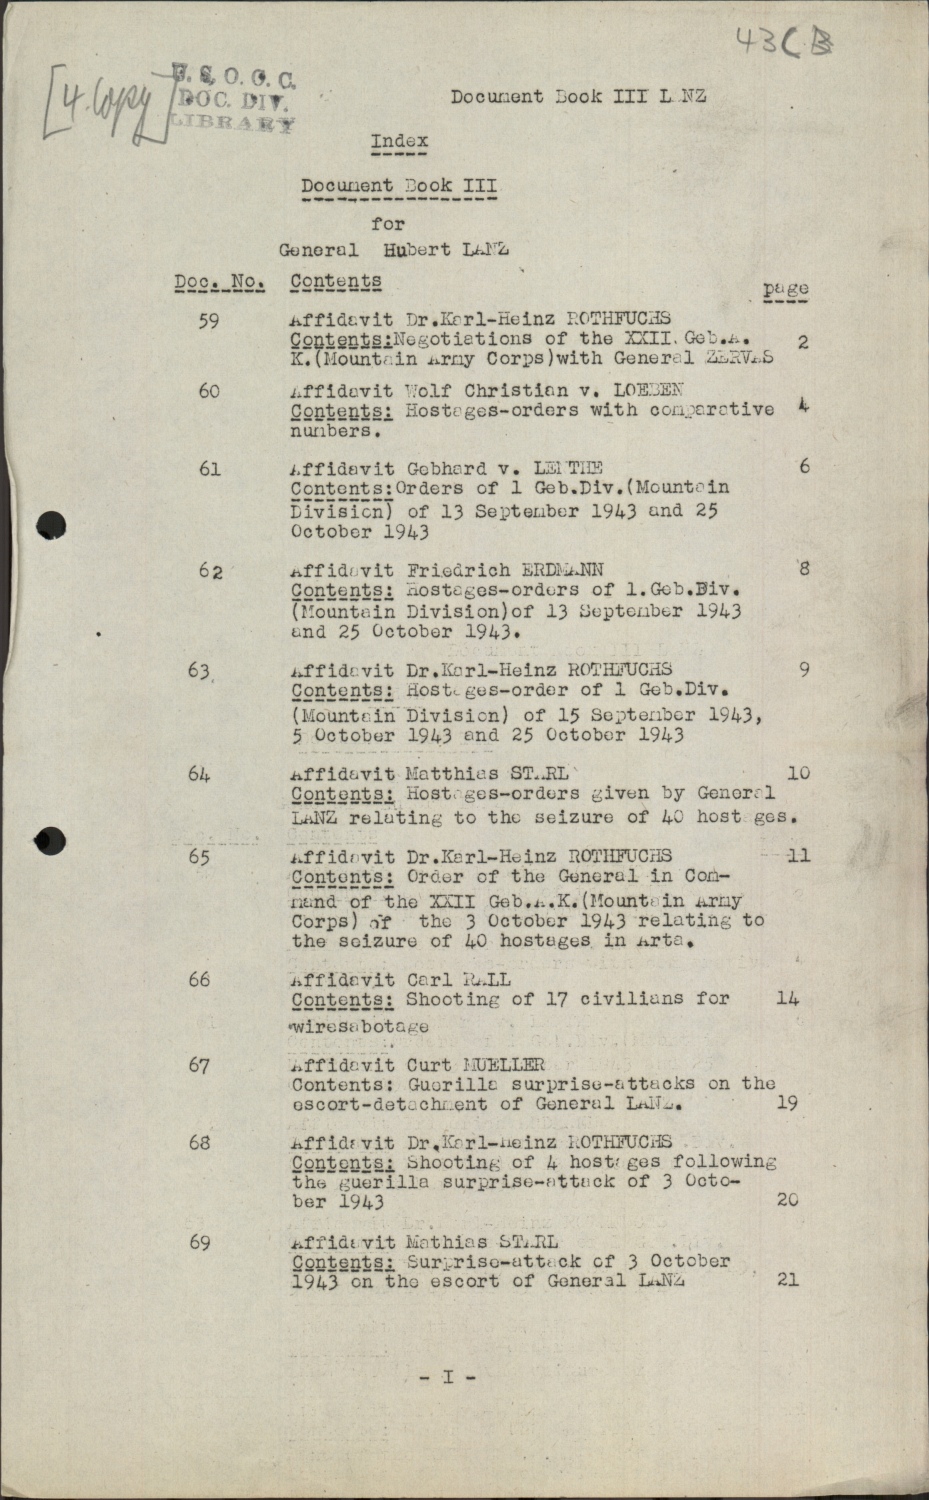 43CB
[4. Copy]
U.S.O.C.C.
DOC. DIV.
LIBRARY
Document Book III LANZ
Index
Document Book III
for
General Hubert LANZ
Doc. No. Contents page
59 Affidavit Dr.Karl-Heinz ROTHFUCHS
Contents:Negotiations of the XXII. Geb.A. 2
K.(Mountain Army Corps)with General ZERVAS
60 Affidavit Wolf Christian v. LOEBEN
Contents: Hostages-orders with comparative 4
numbers.
61 Affidavit Gebhard v. LENTHE 6
Contents:Orders of 1 Geb.Div.(Mountain
Division) of 13 September 1943 and 25
October 1943
62 Affidavit Friedrich ERDMANN 8
Contents: Hostages-orders of 1.Geb.Div.
(Mountain Division)of 13 September 1943
and 25 October 1943.
63 Affidavit Dr.Karl-Heinz ROTHFUCHS 9
Contents: Hostages-order of 1 Geb.Div.
(Mountain Division) of 15 September 1943,
5 October 1943 and 25 October 1943
64 Affidavit Matthias STARL 10
Contents: Hostages-orders given by General
LANZ relating to the seizure of 40 hostages.
65 Affidavit Dr.Karl-Heinz ROTHFUCHS 11
Contents: Order of the General in Com-
mand of the XXII Geb.A.K.(Mountain Army
Corps) of the 3 October 1943 relating to
the seizure of 40 hostages in Arta.
66 Affidavit Carl RALL
Contents: Shooting of 17 civilians for 14
wiresabotage
67 Affidavit Curt MUELLER
Contents: Guerilla surprise-attacks on the
escort-detachment of General LANZ. 19
68 Affidavit Dr.Karl-Heinz ROTHFUCHS
Contents: Shooting of 4 hostages following
the guerilla surprise-attack of 3 Octo-
ber 1943 20
69 Affidavit Mathias STARL
Contents: Surprise-attack of 3 October
1943 on the escort of General LANZ 21
- I -